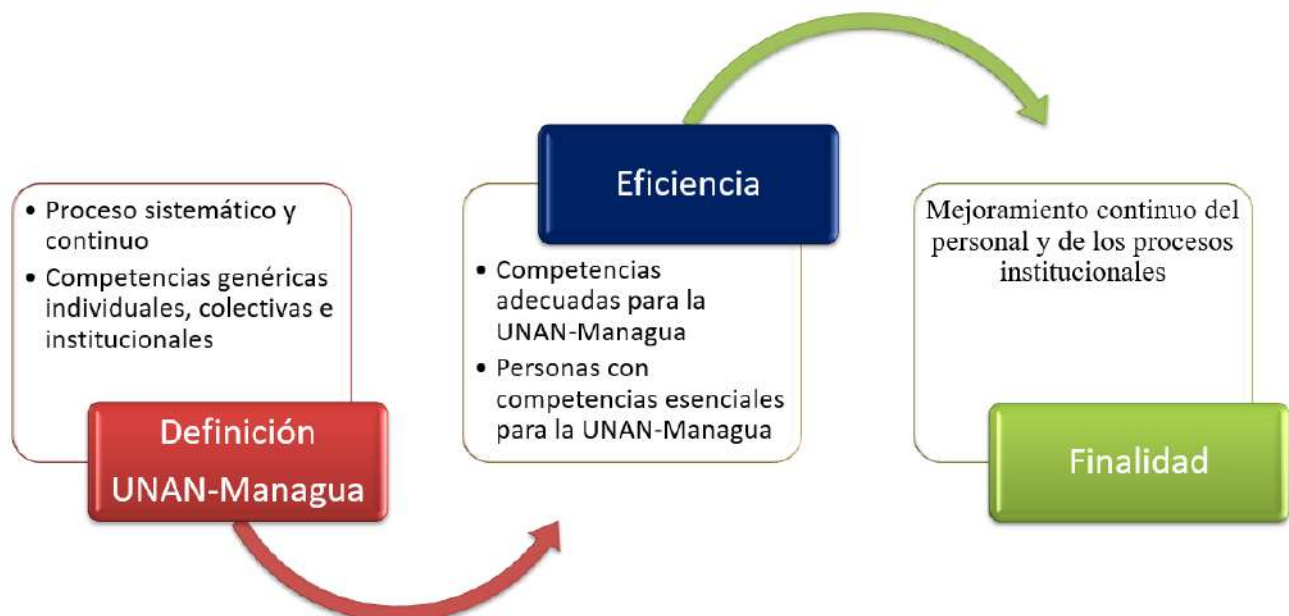 • Proceso sistemático y
continuo
• Competencias genéricas
individuales, colectivas e
institucionales
Definición
UNAN-Managua
Eficiencia
• Competencias
adecuadas para la
UNAN-Managua
• Personas con
competencias esenciales
para la UNAN-Managua
Mejoramiento continuo del
personal y de los procesos
institucionales
Finalidad